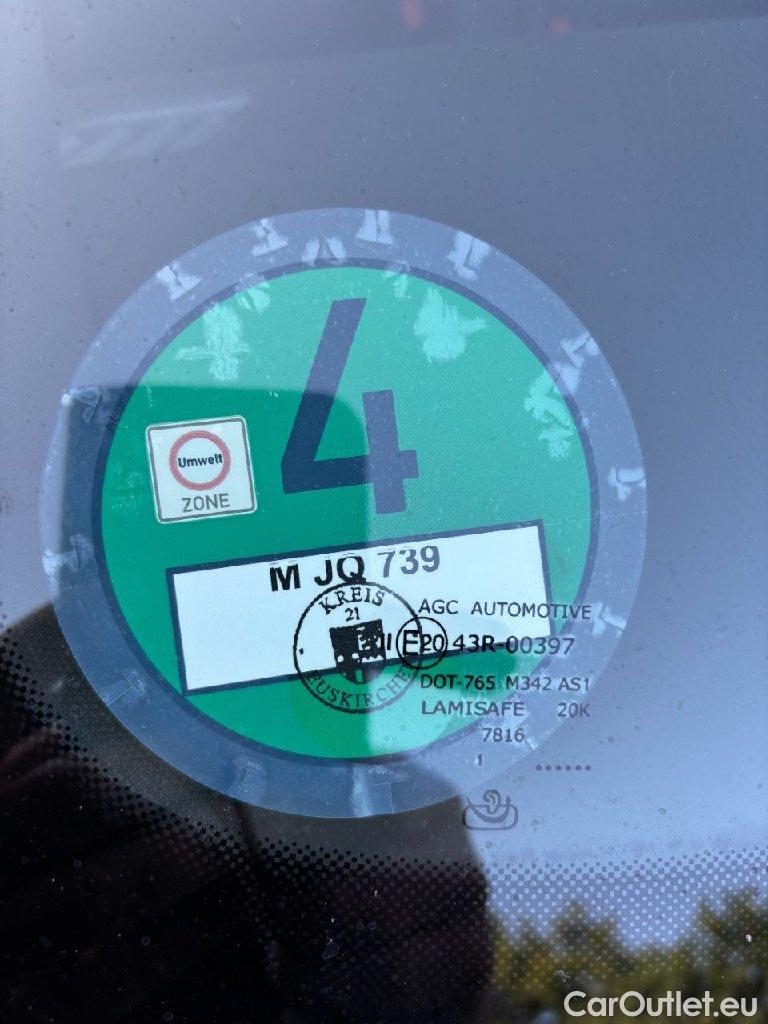 4
Umwelt
ZONE
M JQ 739
KREIS
21
EUSKIRCHEN
AGC AUTOMOTIVE
43R-00397
DOT-765 M342 AS1
LAMISAFE 20K
7816
1
......
CarOutlet.eu